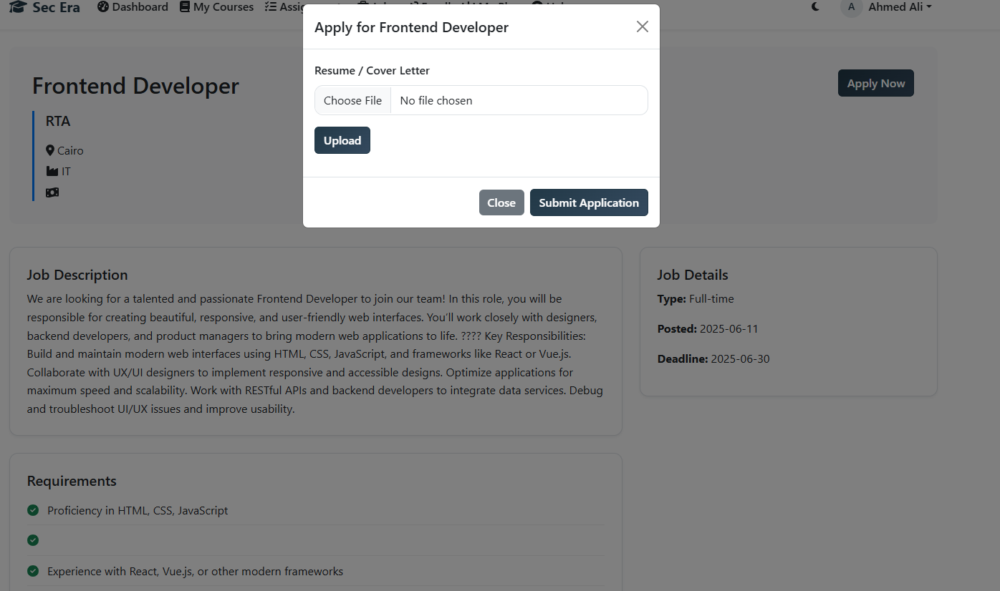 Sec Era
Dashboard
My Courses
Ahmed Ali
A
Apply for Frontend Developer
Resume / Cover Letter
Choose File
No file chosen
Upload
Close
Submit Application
Frontend Developer
Apply Now
RTA
Cairo
IT
Job Description
We are looking for a talented and passionate Frontend Developer to join our team! In this role, you will be
responsible for creating beautiful, responsive, and user-friendly web interfaces. You’ll work closely with designers,
backend developers, and product managers to bring modern web applications to life. ???? Key Responsibilities:
Build and maintain modern web interfaces using HTML, CSS, JavaScript, and frameworks like React or Vue.js.
Collaborate with UX/UI designers to implement responsive and accessible designs. Optimize applications for
maximum speed and scalability. Work with RESTful APIs and backend developers to integrate data services. Debug
and troubleshoot UI/UX issues and improve usability.
Job Details
Type: Full-time
Posted: 2025-06-11
Deadline: 2025-06-30
Requirements
Proficiency in HTML, CSS, JavaScript
Experience with React, Vue.js, or other modern frameworks